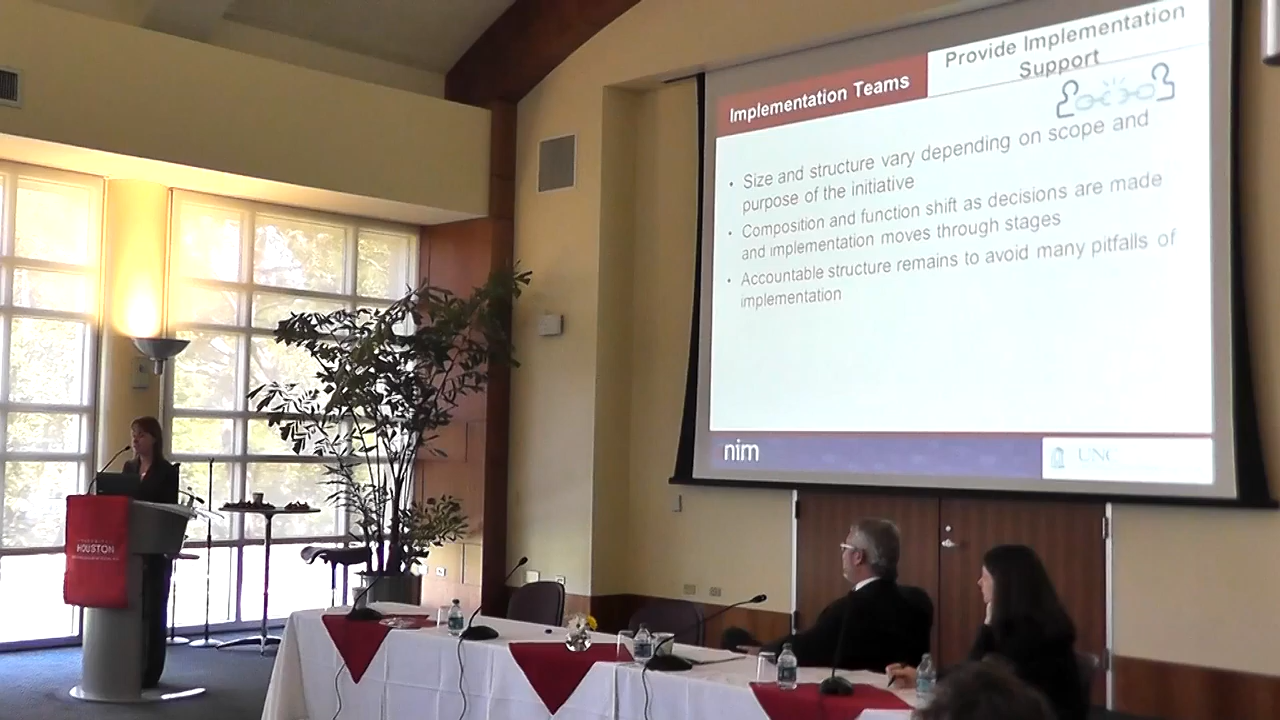 Implementation Teams
Provide Implementation
Support
• Size and structure vary depending on scope and
purpose of the initiative
• Composition and function shift as decisions are made
and implementation moves through stages
• Accountable structure remains to avoid many pitfalls of
implementation
nirn
UNC
HOUSTON